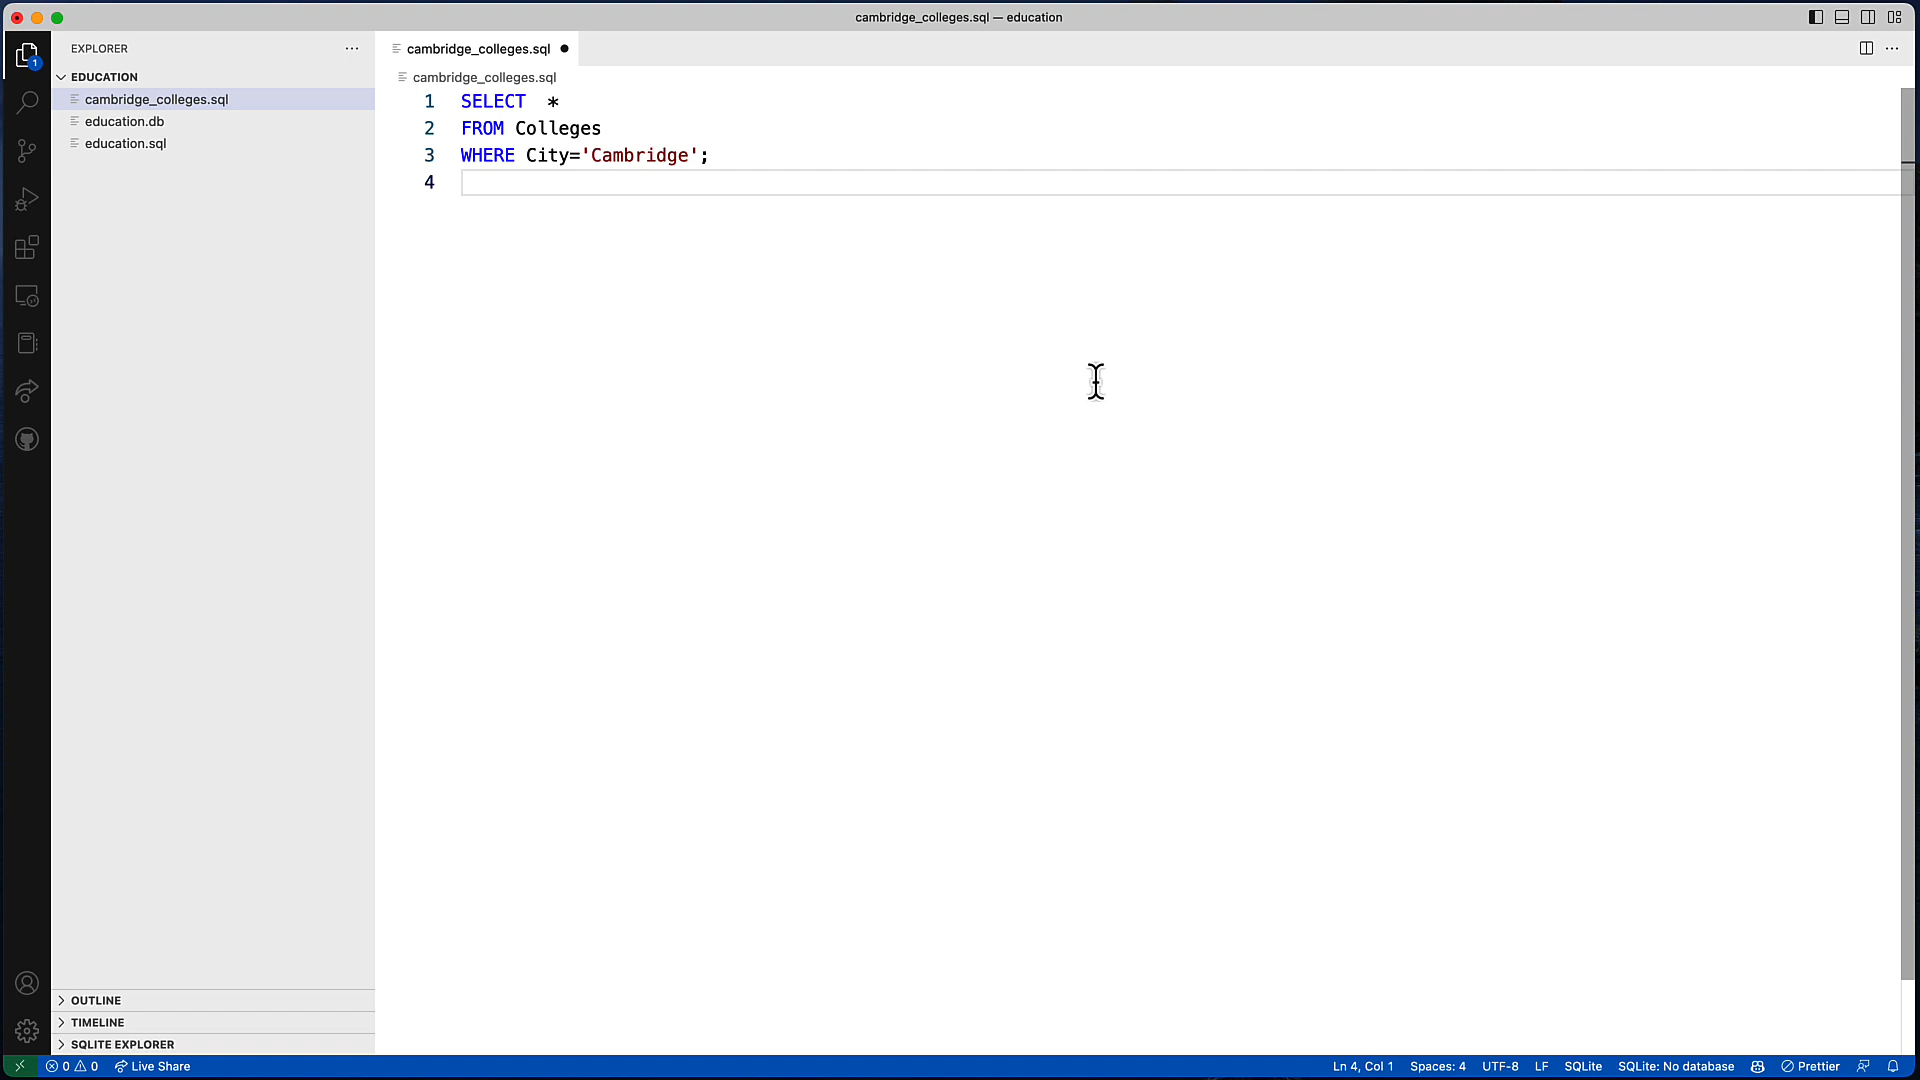 cambridge_colleges.sql — education
EXPLORER
cambridge_colleges.sql
1
EDUCATION
cambridge_colleges.sql
cambridge_colleges.sql
education.db
education.sql
1 SELECT  *
2 FROM Colleges
3 WHERE City='Cambridge';
4
OUTLINE
TIMELINE
SQLITE EXPLORER
0 0 Live Share Ln 4, Col 1 Spaces: 4 UTF-8 LF SQLite SQLite: No database Prettier